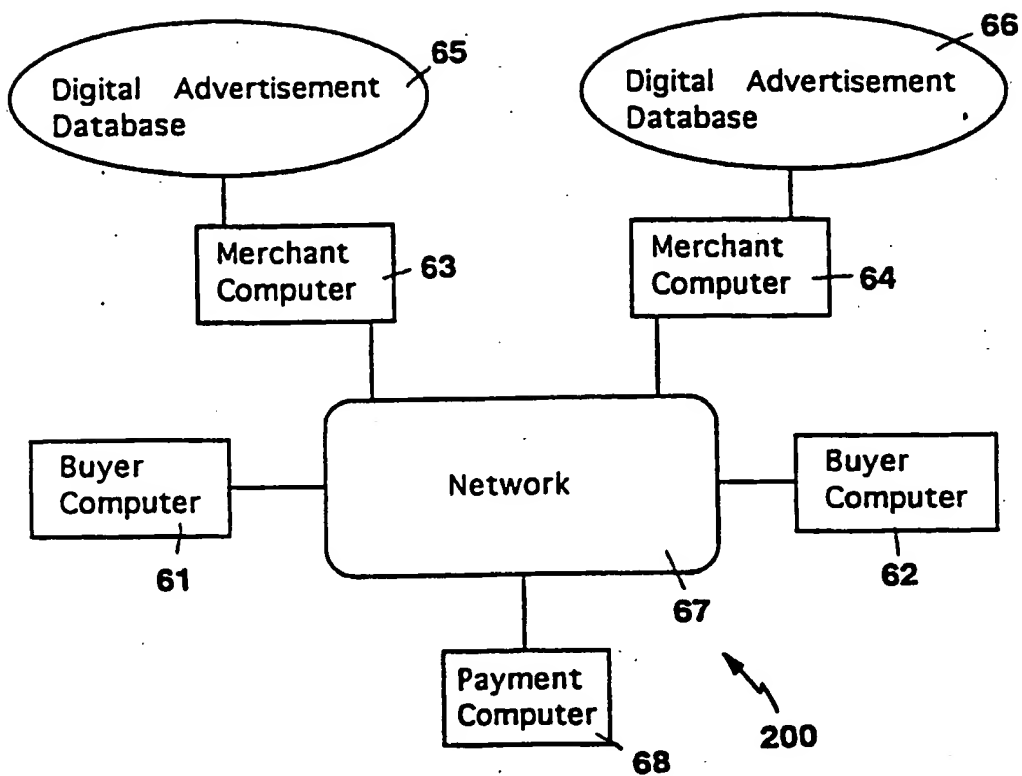 65
Digital Advertisement
Database
66
Digital Advertisement
Database
Merchant
Computer
63
Merchant
Computer
64
Buyer
Computer
61
Network
67
Buyer
Computer
62
Payment
Computer
68
200